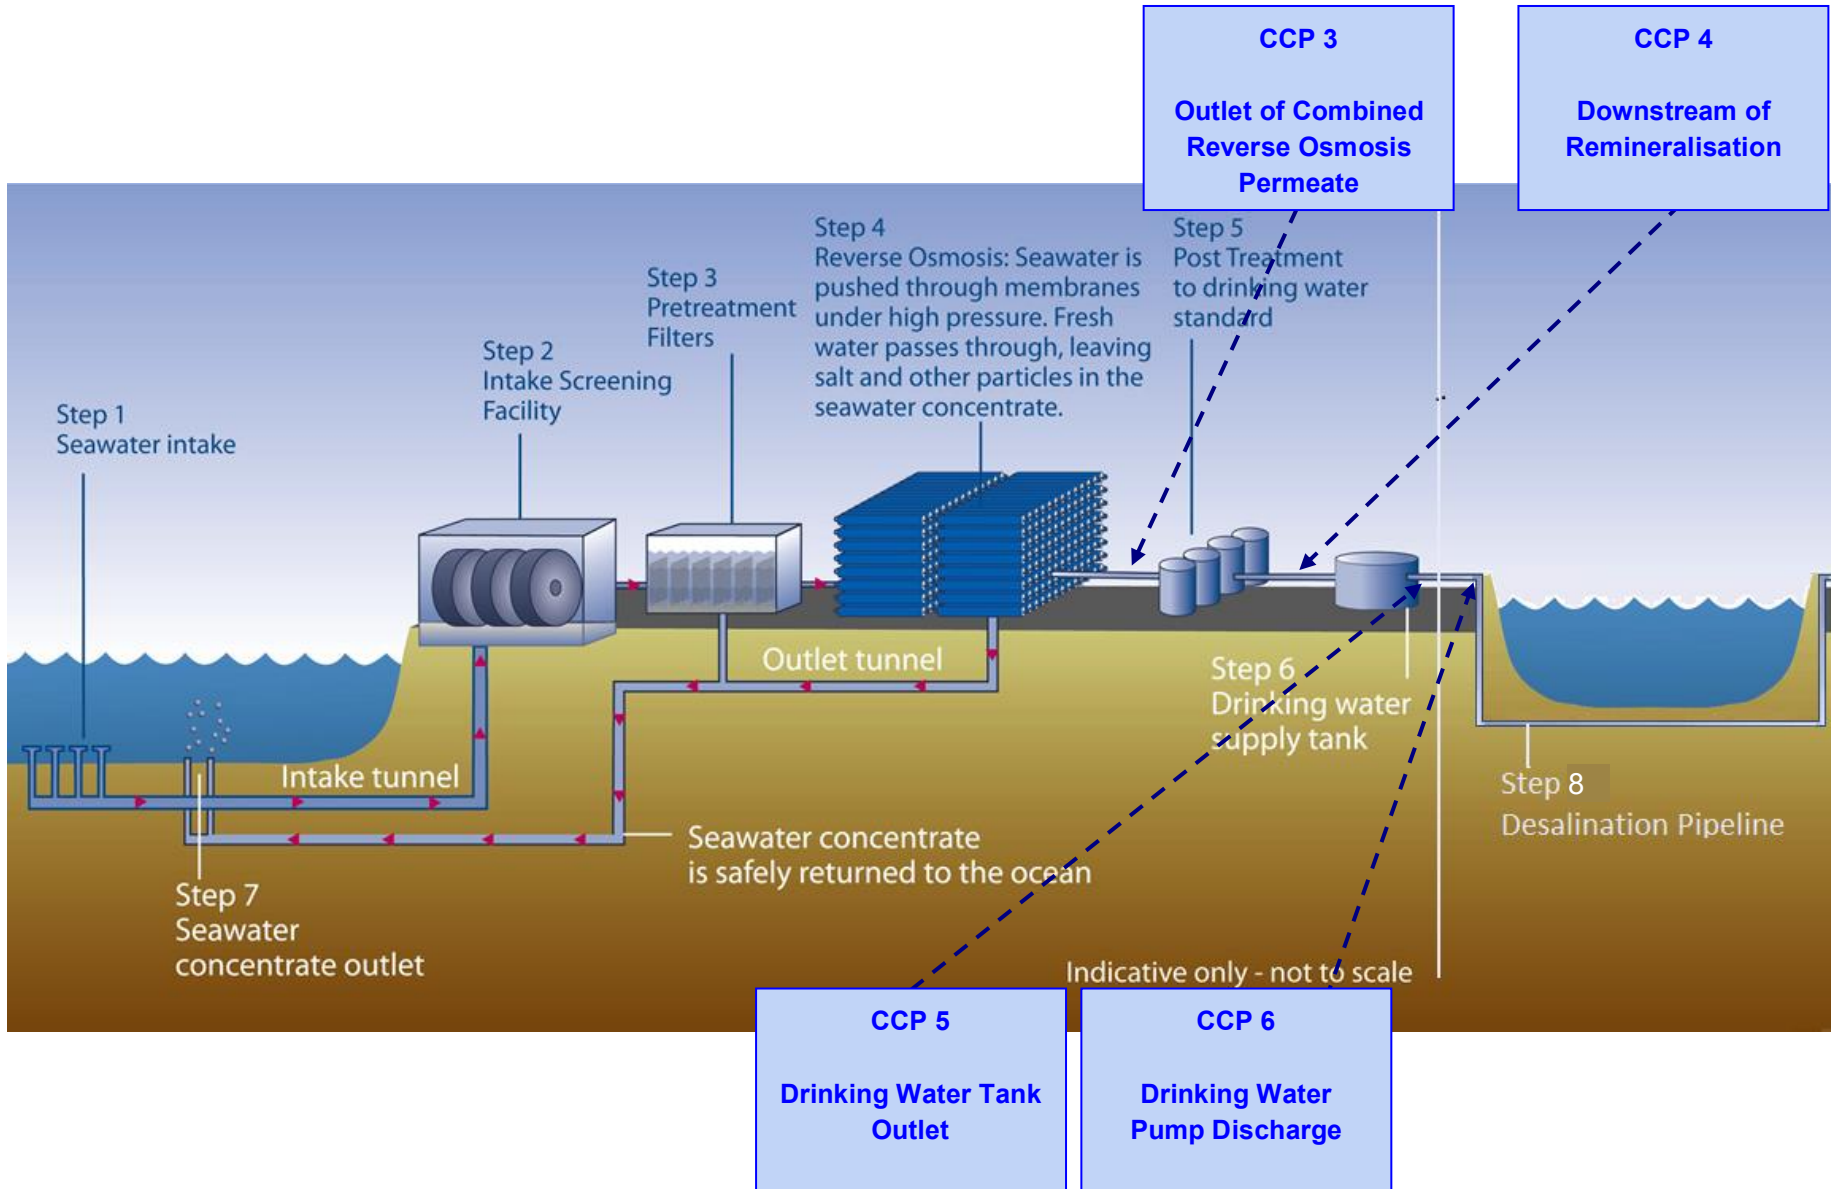 CCP 3
Outlet of Combined
Reverse Osmosis
Permeate
CCP 4
Downstream of
Remineralisation
Step 1
Seawater intake
Step 2
Intake Screening
Facility
Step 3
Pretreatment
Filters
Step 4
Reverse Osmosis: Seawater is
pushed through membranes
under high pressure. Fresh
water passes through, leaving
salt and other particles in the
seawater concentrate.
Step 5
Post Treatment
to drinking water
standard
Outlet tunnel
Step 6
Drinking water
supply tank
Intake tunnel
Step 8
Desalination Pipeline
Seawater concentrate
is safely returned to the ocean
Step 7
Seawater
concentrate outlet
Indicative only - not to scale
CCP 5
Drinking Water Tank
Outlet
CCP 6
Drinking Water
Pump Discharge